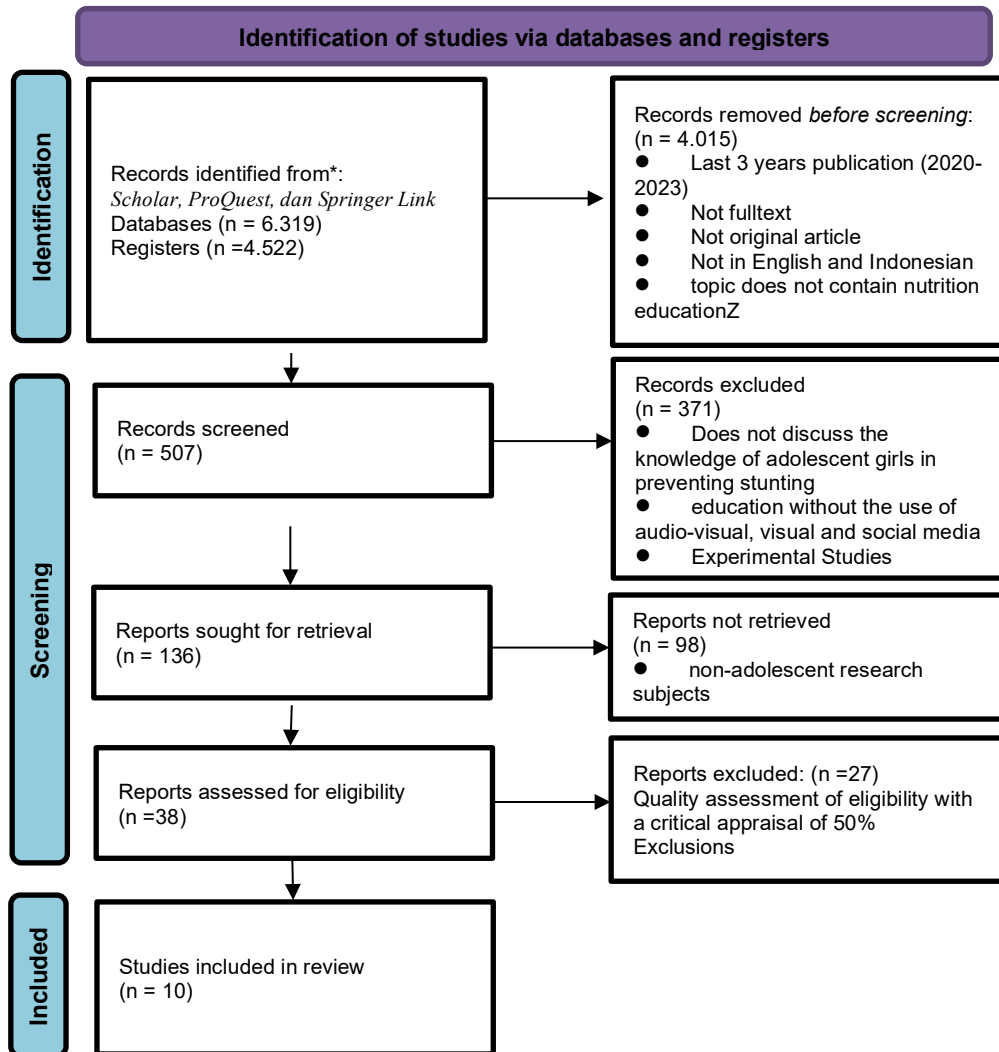 Identification of studies via databases and registers
Identification
Records identified from*:
Scholar, ProQuest, dan Springer Link
Databases (n = 6.319)
Registers (n =4.522)
Records removed before screening:
(n = 4.015)
● Last 3 years publication (2020-
2023)
● Not fulltext
● Not original article
● Not in English and Indonesian
● topic does not contain nutrition
educationZ
Screening
Records screened
(n = 507)
Records excluded
(n = 371)
● Does not discuss the
knowledge of adolescent girls in
preventing stunting
● education without the use of
audio-visual, visual and social media
● Experimental Studies
Reports sought for retrieval
(n = 136)
Reports not retrieved
(n = 98)
● non-adolescent research
subjects
Reports assessed for eligibility
(n =38)
Reports excluded: (n =27)
Quality assessment of eligibility with
a critical appraisal of 50%
Exclusions
Included
Studies included in review
(n = 10)